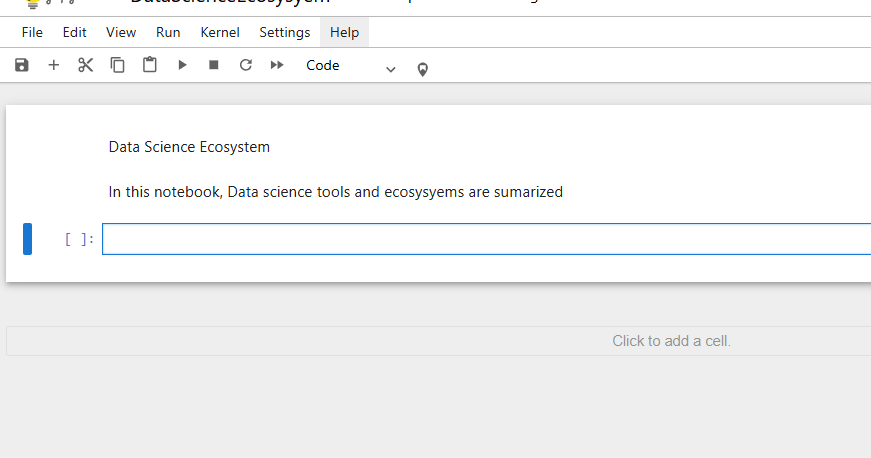 DataScienceEcosysyem
File Edit View Run Kernel Settings Help
Code
Data Science Ecosystem
In this notebook, Data science tools and ecosysyems are sumarized
[ ]:
Click to add a cell.